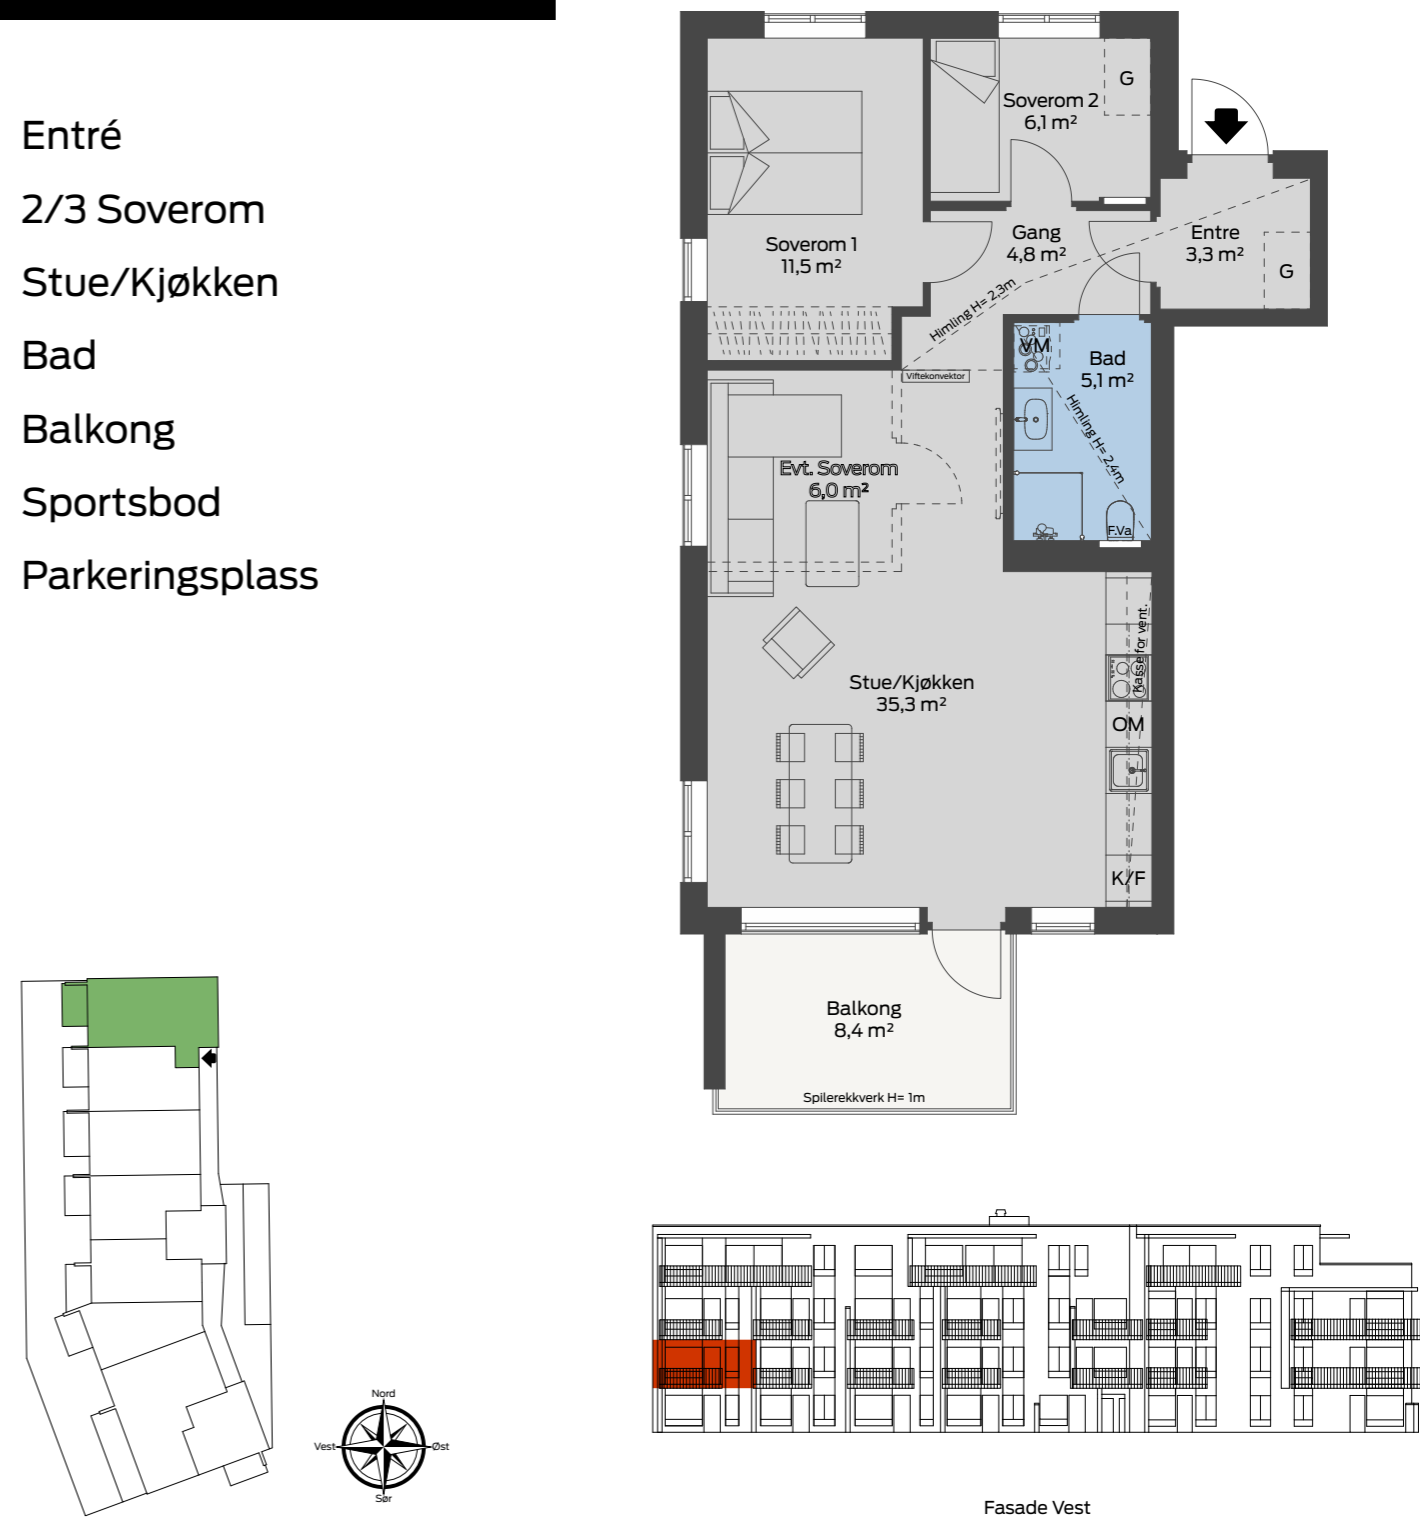 Entré
2/3 Soverom
Stue/Kjøkken
Bad
Balkong
Sportsbod
Parkeringsplass
G
Soverom 2
6,1 m²
Soverom 1
11,5 m²
Gang
4,8 m²
Entre
3,3 m²
G
Himling H= 2,3m
VM
Bad
5,1 m²
Viftekonvektor
Himling H= 2,4m
Evt. Soverom
6,0 m²
F.Va
Kasse for vent.
Stue/Kjøkken
35,3 m²
OM
K/F
Balkong
8,4 m²
Spilerekkverk H= 1m
Nord
Vest
Øst
Sør
Fasade Vest